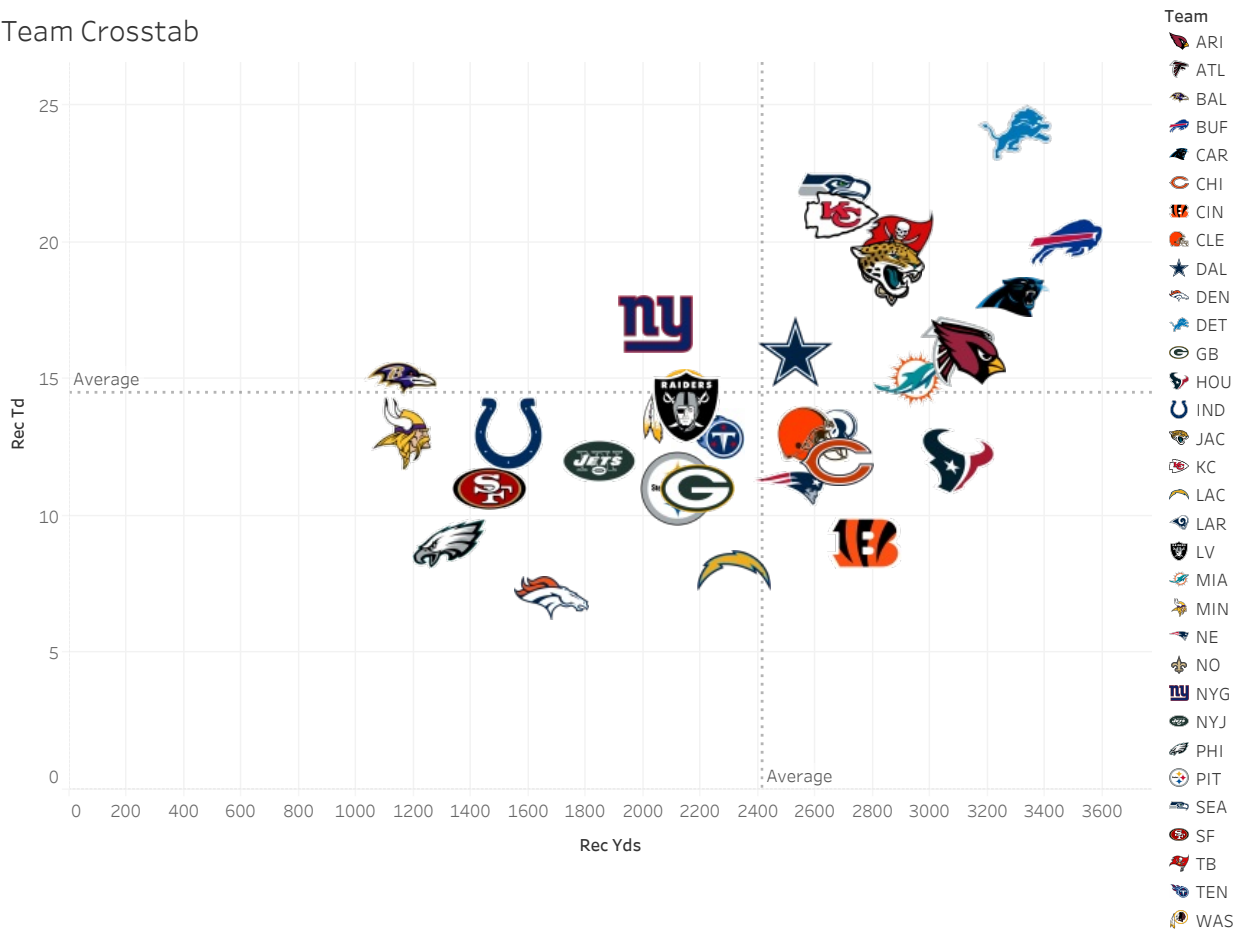 Team Crosstab
25
20
15
10
5
0
Rec Td
Average
Average
ny
KC
RAIDERS
JETS
SF
G
T
B
C
B
0
200
400
600
800
1000
1200
1400
1600
1800
2000
2200
2400
2600
2800
3000
3200
3400
3600
Rec Yds
Team
ARI
ATL
BAL
BUF
CAR
CHI
CIN
CLE
DAL
DEN
DET
GB
HOU
IND
JAC
KC
LAC
LAR
LV
MIA
MIN
NE
NO
NYG
NYJ
PHI
PIT
SEA
SF
TB
TEN
WAS